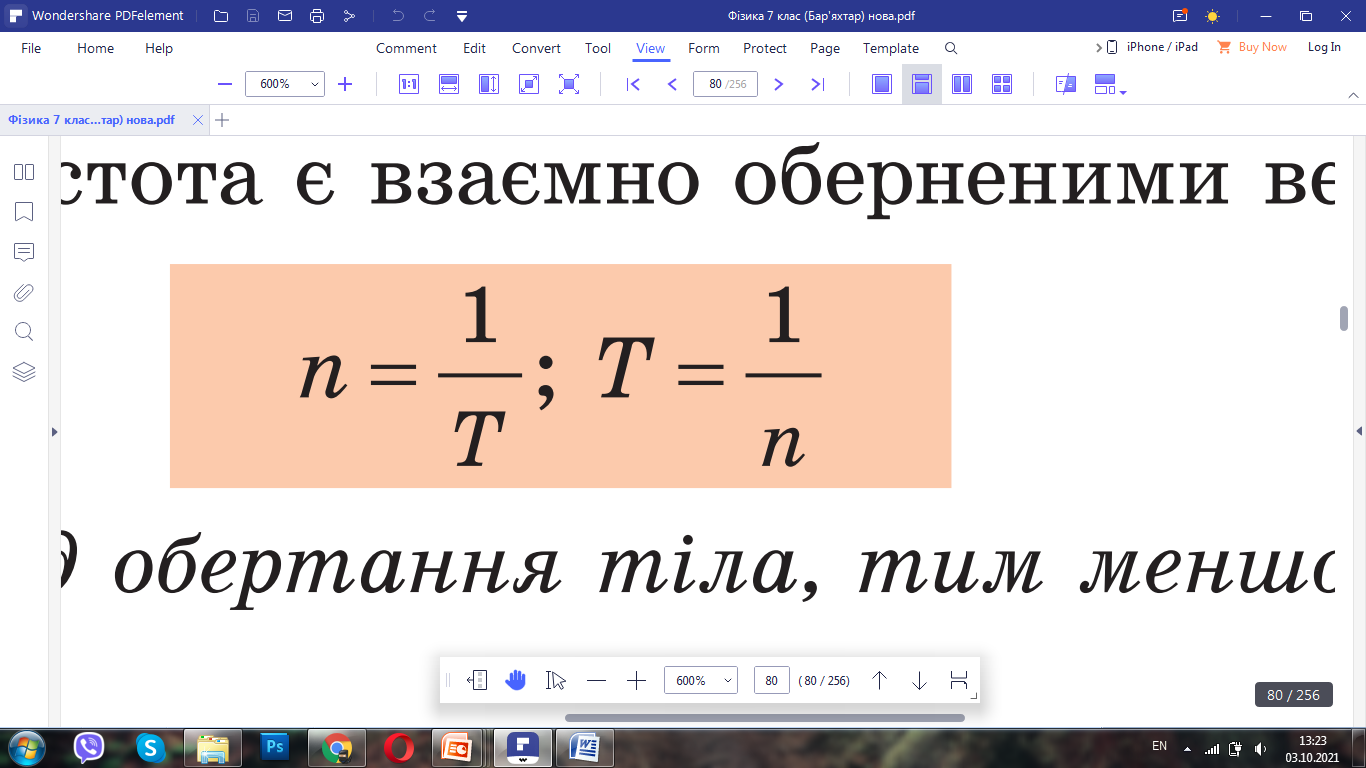 Wondershare PDFelement
Фізика 7 клас (Бар'яхтар) нова.pdf
File Home Help Comment Edit Convert Tool View Form Protect Page Template iPhone / iPad Buy Now Log In
600% 1:1 80 /256
Фізика 7 клас...тар) нова.pdf
стота є взаємно оберненими ве
n = 1/T; T = 1/n
д обертання тіла, тим меншо
600% 80 (80 / 256)
80 / 256
EN 13:23
03.10.2021